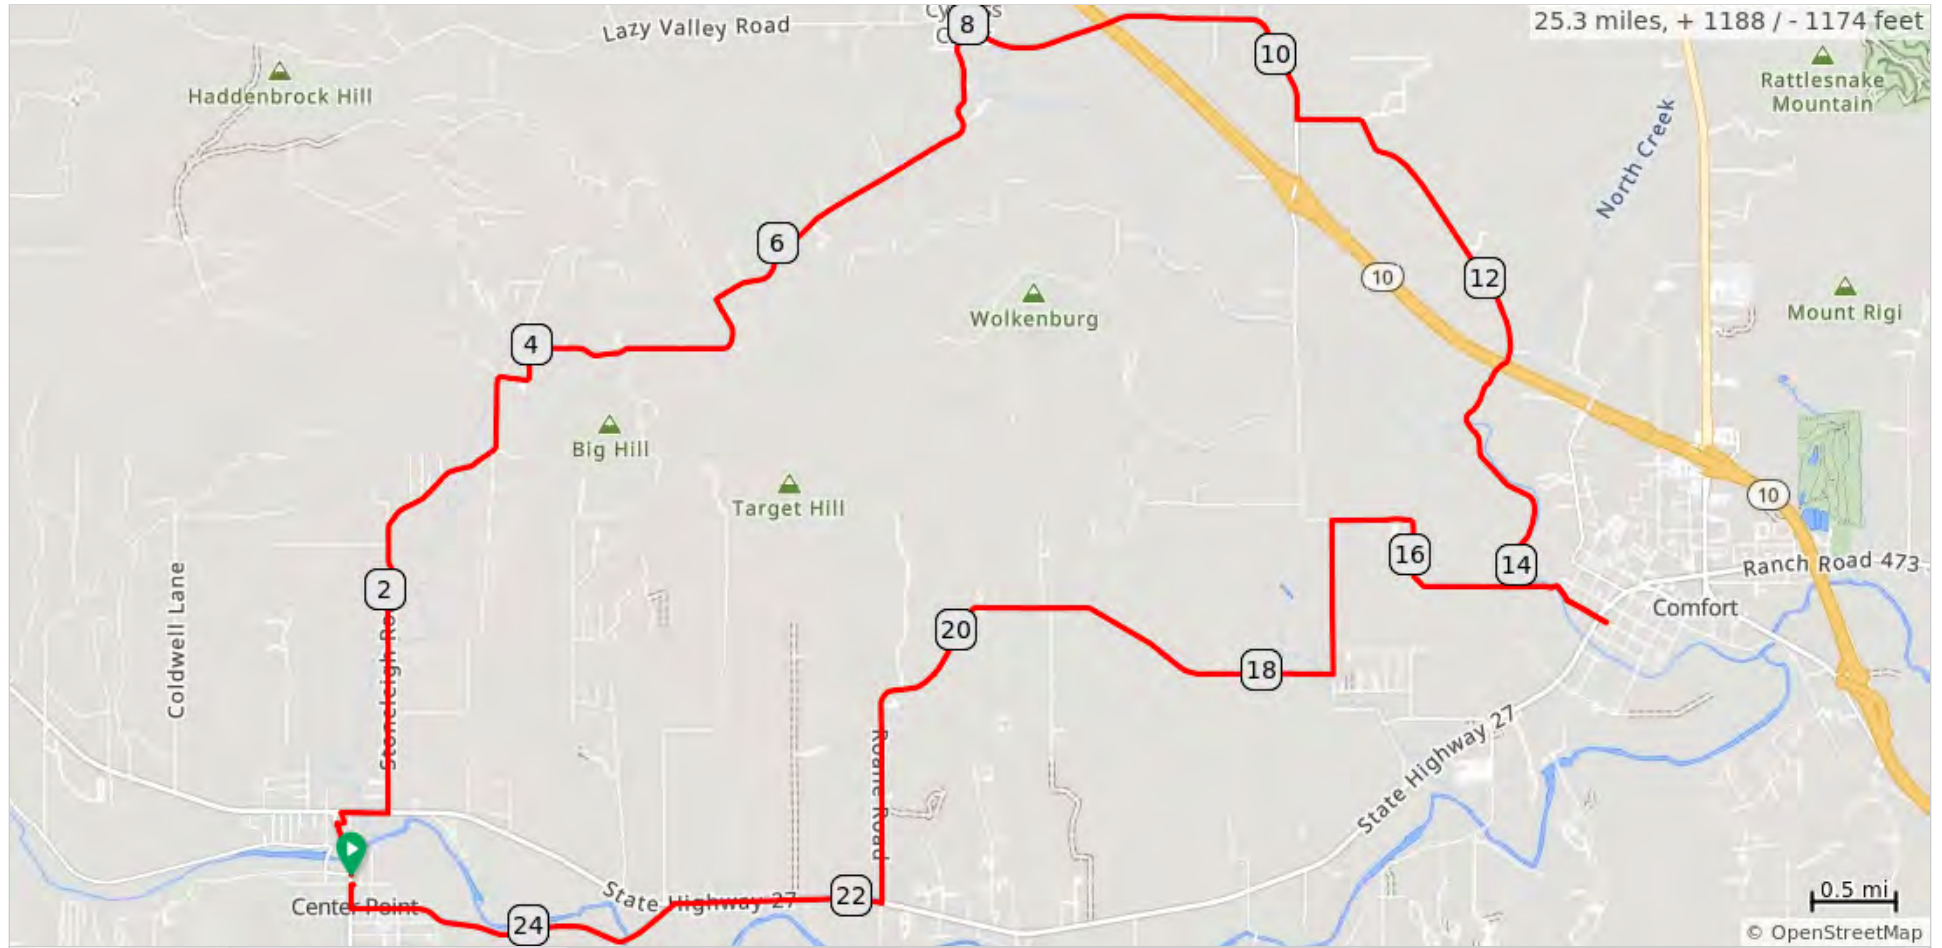 Lazy Valley Road
8
25.3 miles, + 1188 / - 1174 feet
10
Haddenbrock Hill
Rattlesnake
Mountain
North Creek
6
10
12
Wolkenburg
Mount Rigi
4
Big Hill
Target Hill
10
16
14
Ranch Road 473
2
Comfort
Coldwell Lane
20
18
State Highway 27
Roane Road
Center Point
State Highway 27
22
24
0.5 mi
© OpenStreetMap